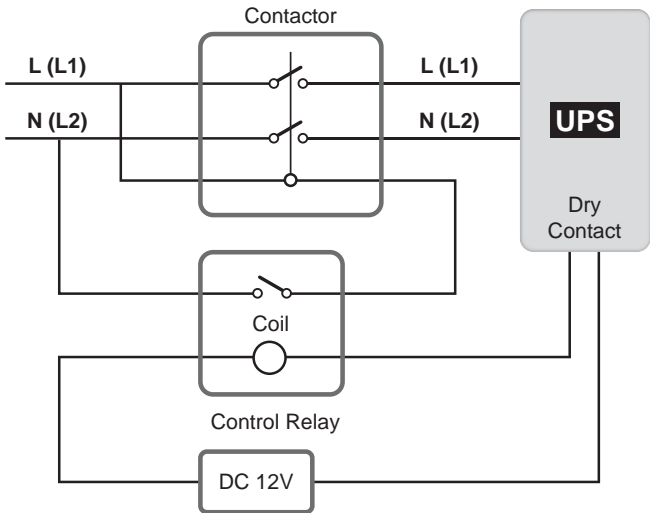 Contactor
L (L1)
L (L1)
N (L2)
N (L2)
UPS
Dry
Contact
Coil
Control Relay
DC 12V